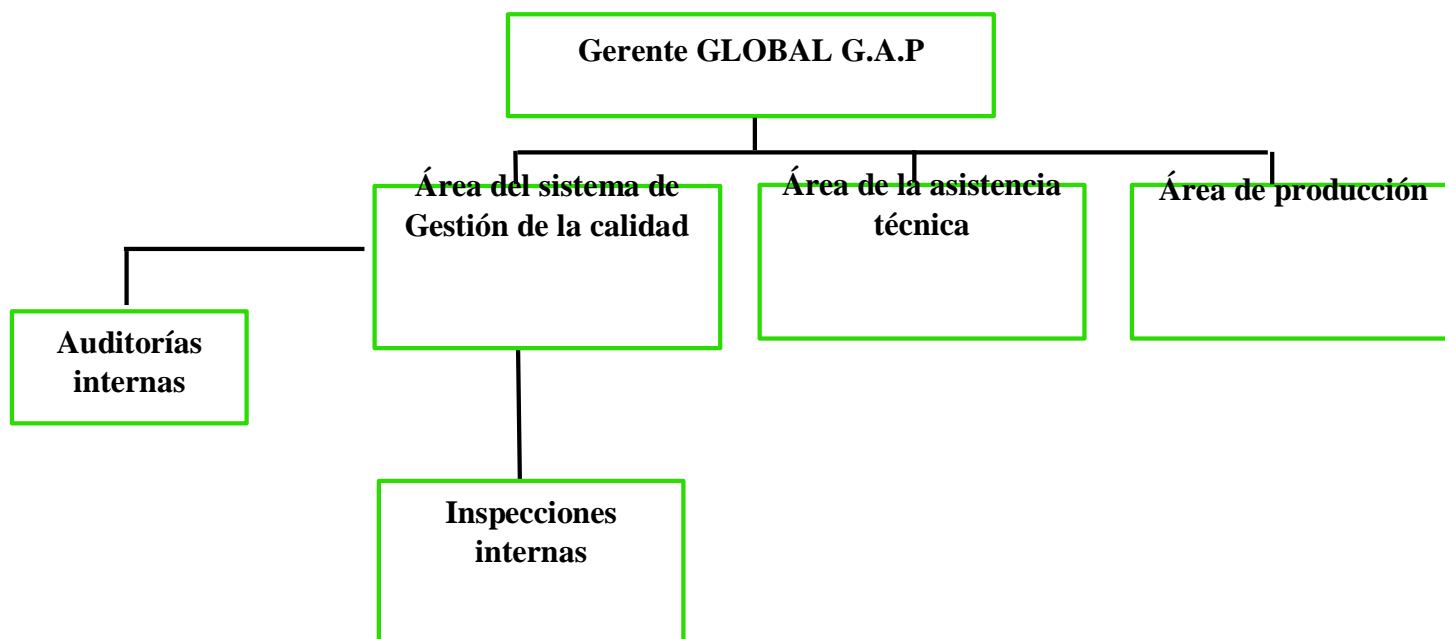 Gerente GLOBAL G.A.P
Área del sistema de
Gestión de la calidad
Área de la asistencia
técnica
Área de producción
Auditorías
internas
Inspecciones
internas